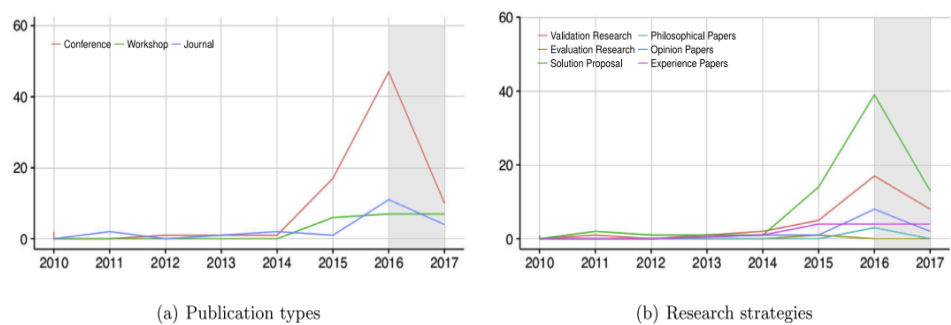 60
40
20
0
Conference Workshop Journal
2010 2011 2012 2013 2014 2015 2016 2017
(a) Publication types
60
40
20
0
Validation Research Philosophical Papers
Evaluation Research Opinion Papers
Solution Proposal Experience Papers
2010 2011 2012 2013 2014 2015 2016 2017
(b) Research strategies